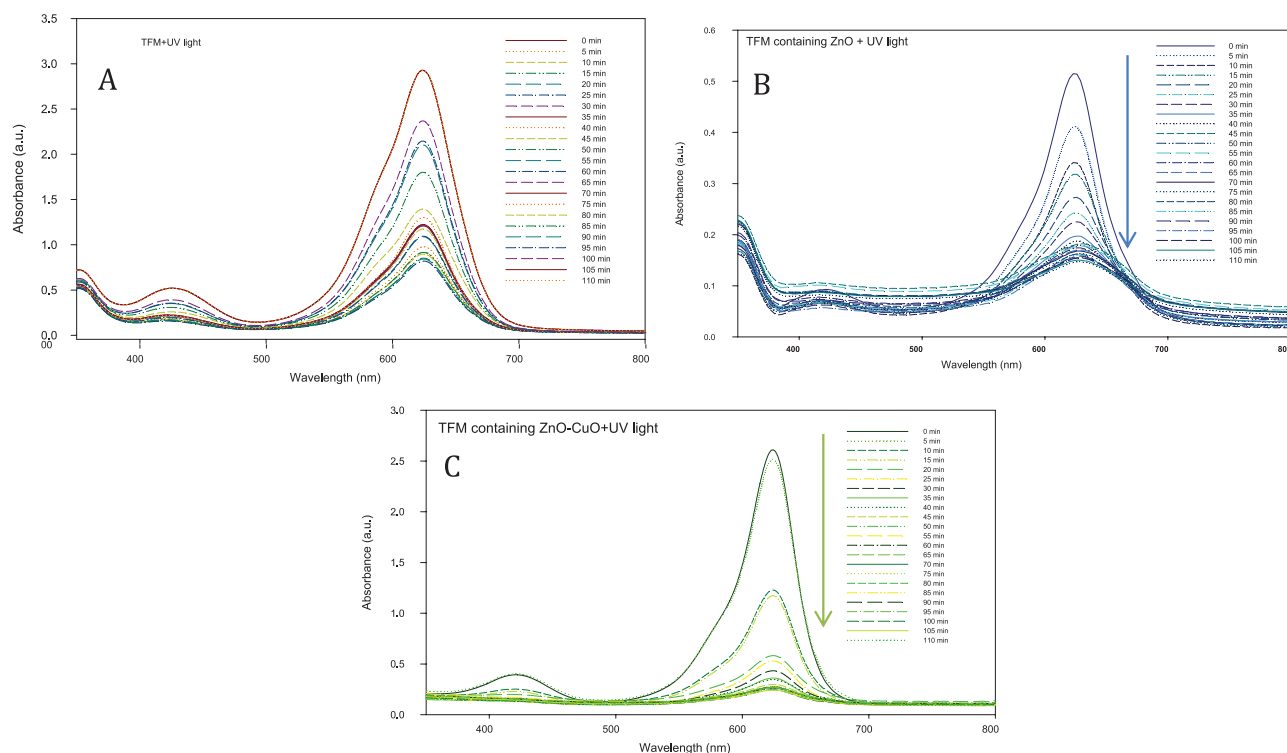 TFM+UV light
A
3.5
3.0
2.5
2.0
1.5
1.0
0.5
0.0
00
400
500
600
700
800
Absorbance (a.u.)
Wavelength (nm)
0 min
5 min
10 min
15 min
20 min
25 min
30 min
35 min
40 min
45 min
50 min
55 min
60 min
65 min
70 min
75 min
80 min
85 min
90 min
95 min
100 min
105 min
110 min
TFM containing ZnO + UV light
B
0.6
0.5
0.4
0.3
0.2
0.1
0.0
400
500
600
700
800
Absorbance (a.u.)
Wavelength (nm)
0 min
5 min
10 min
15 min
20 min
25 min
30 min
35 min
40 min
45 min
50 min
55 min
60 min
65 min
70 min
75 min
80 min
85 min
90 min
95 min
100 min
105 min
110 min
TFM containing ZnO-CuO+UV light
C
3.0
2.5
2.0
1.5
1.0
0.5
0.0
400
500
600
700
800
Absorbance (a.u.)
Wavelength (nm)
0 min
5 min
10 min
15 min
20 min
25 min
30 min
35 min
40 min
45 min
50 min
55 min
60 min
65 min
70 min
75 min
80 min
85 min
90 min
95 min
100 min
105 min
110 min